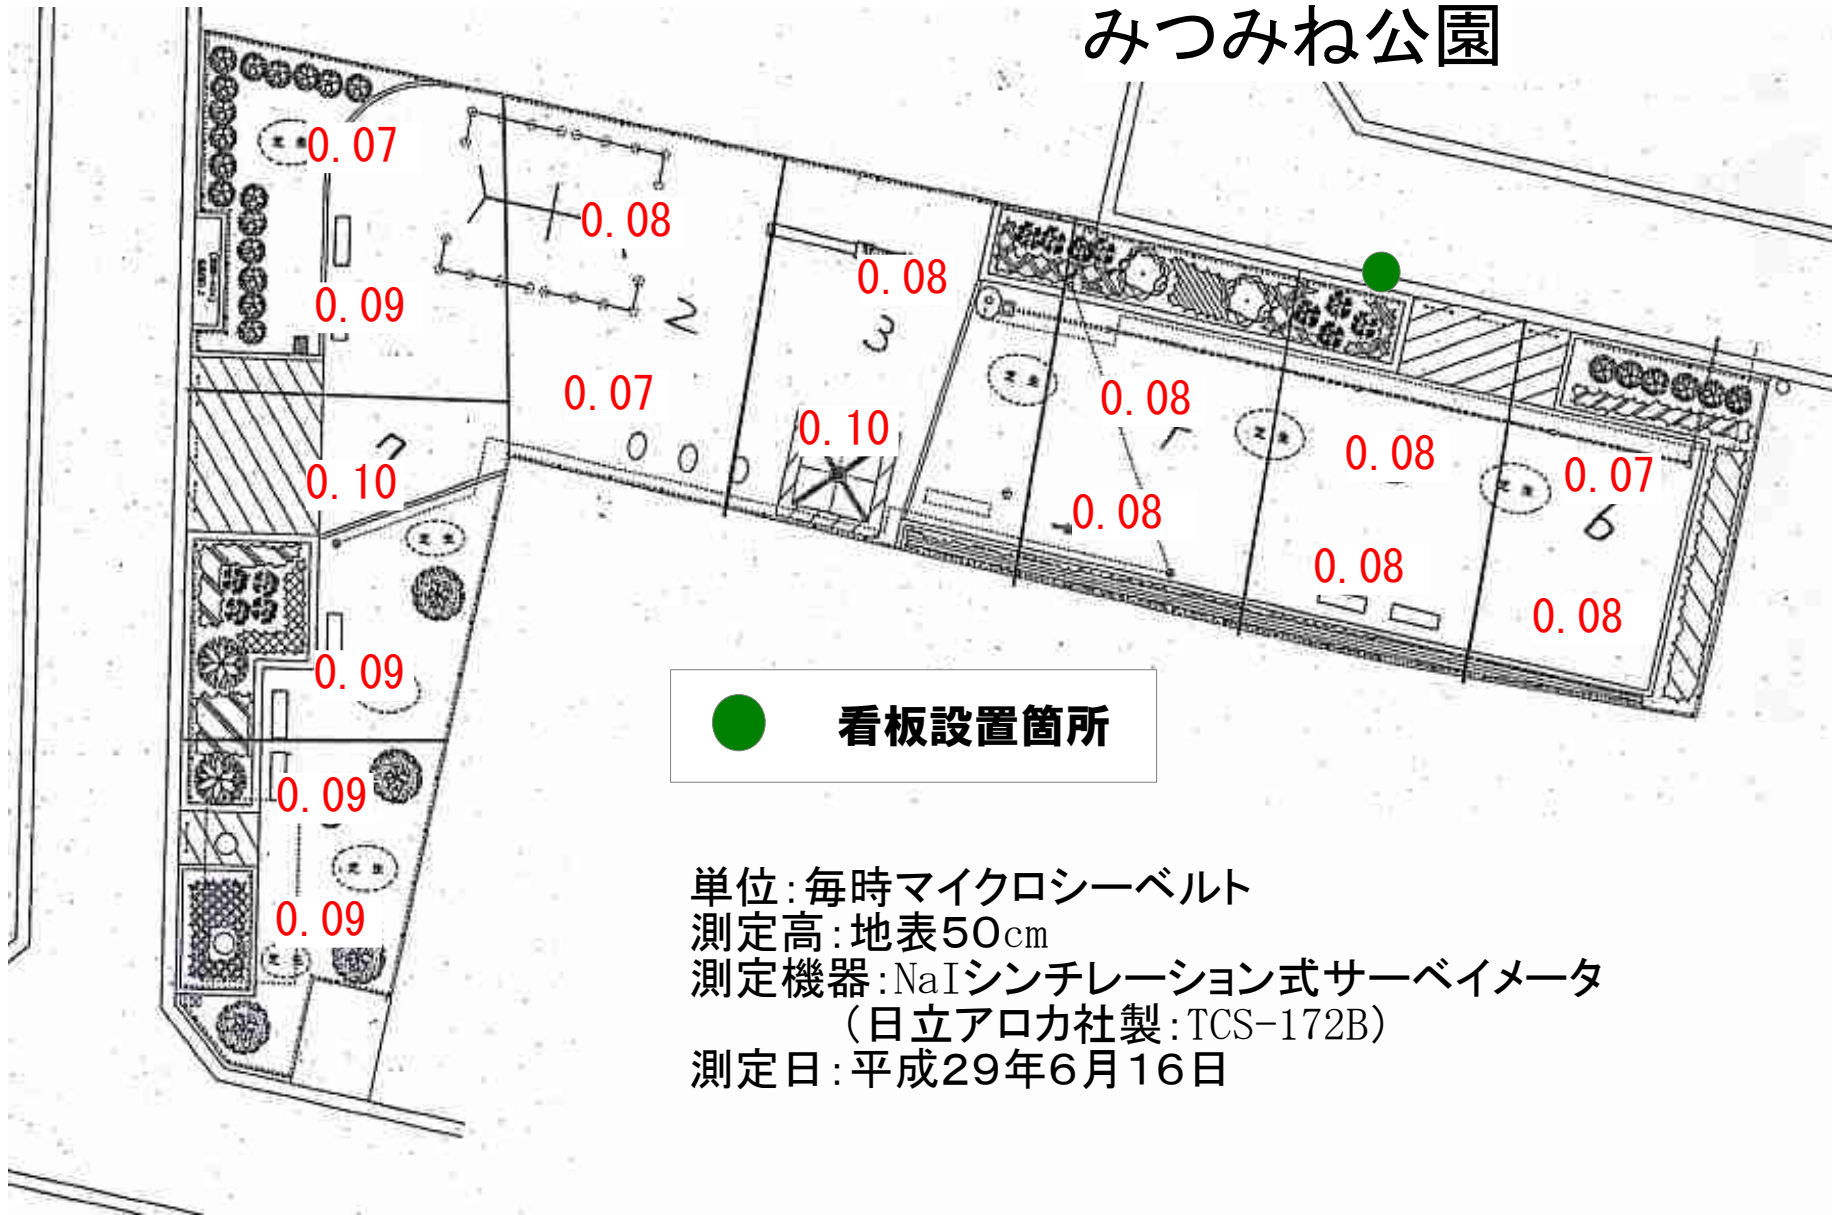 みつみね公園
0.07
0.08
0.08
0.09
2
3
0.07
0.08
0.10
0.08
0.07
7
0.10
0.08
6
0.08
0.08
0.09
看板設置箇所
0.09
0.09
単位:毎時マイクロシーベルト
測定高:地表50cm
測定機器:NaIシンチレーション式サーベイメータ
(日立アロカ社製:TCS-172B)
測定日:平成29年6月16日